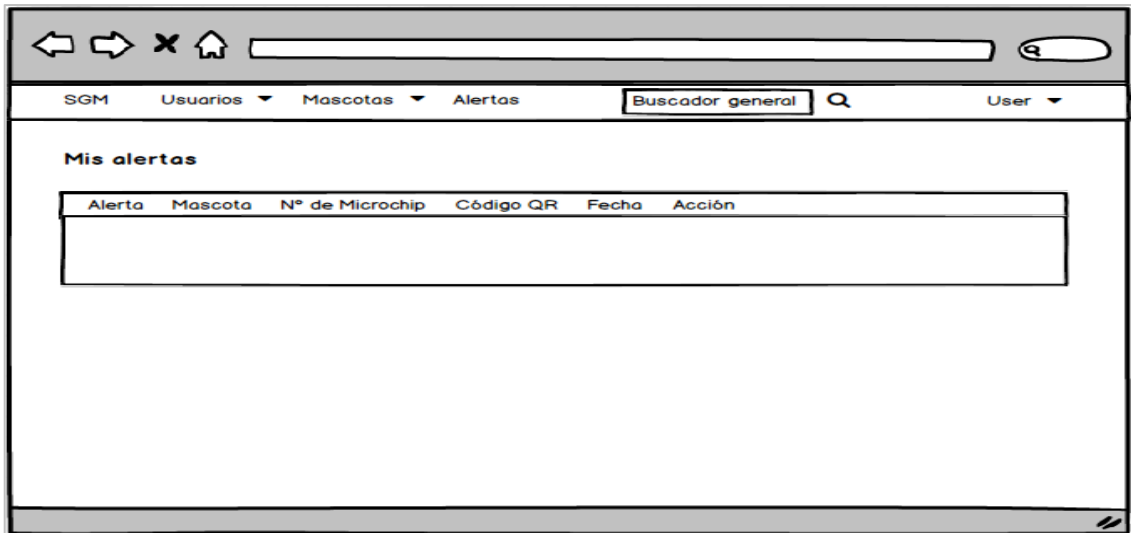 SGM Usuarios Mascotas Alertas Buscador general User
Mis alertas
Alerta Mascota Nº de Microchip Código QR Fecha Acción